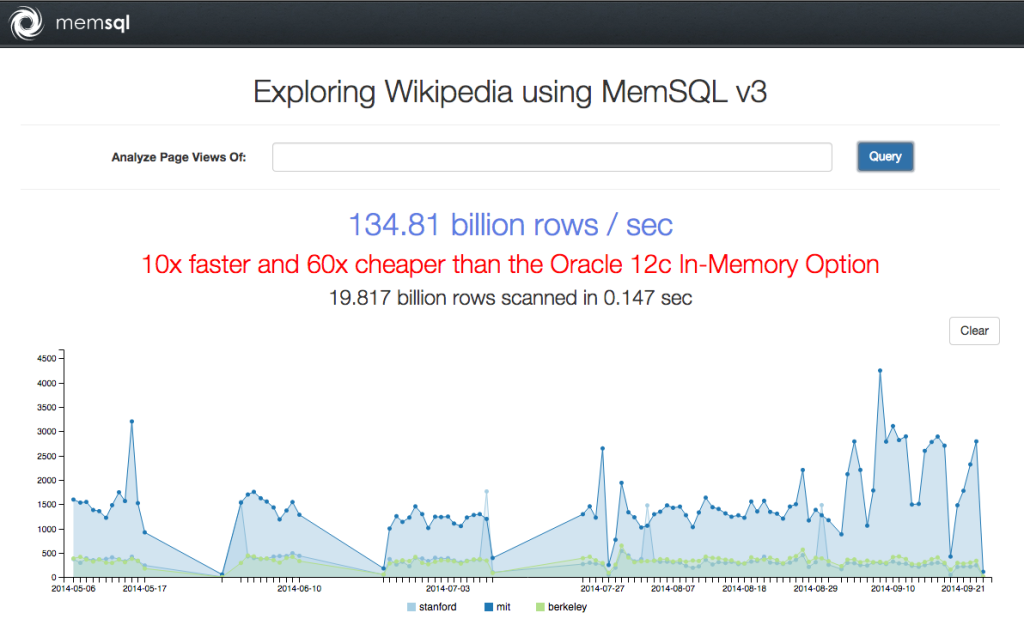 memsql
Exploring Wikipedia using MemSQL v3
Analyze Page Views Of:
Query
134.81 billion rows / sec
10x faster and 60x cheaper than the Oracle 12c In-Memory Option
19.817 billion rows scanned in 0.147 sec
Clear
4500
4000
3500
3000
2500
2000
1500
1000
500
0
2014-05-06 2014-05-17 2014-06-10 2014-07-03 2014-07-27 2014-08-07 2014-08-18 2014-08-29 2014-09-10 2014-09-21
stanford mit berkeley